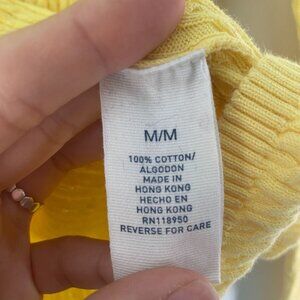 M/M
100% COTTON/
ALGODON
MADE IN
HONG KONG
HECHO EN
HONG KONG
RN118950
REVERSE FOR CARE